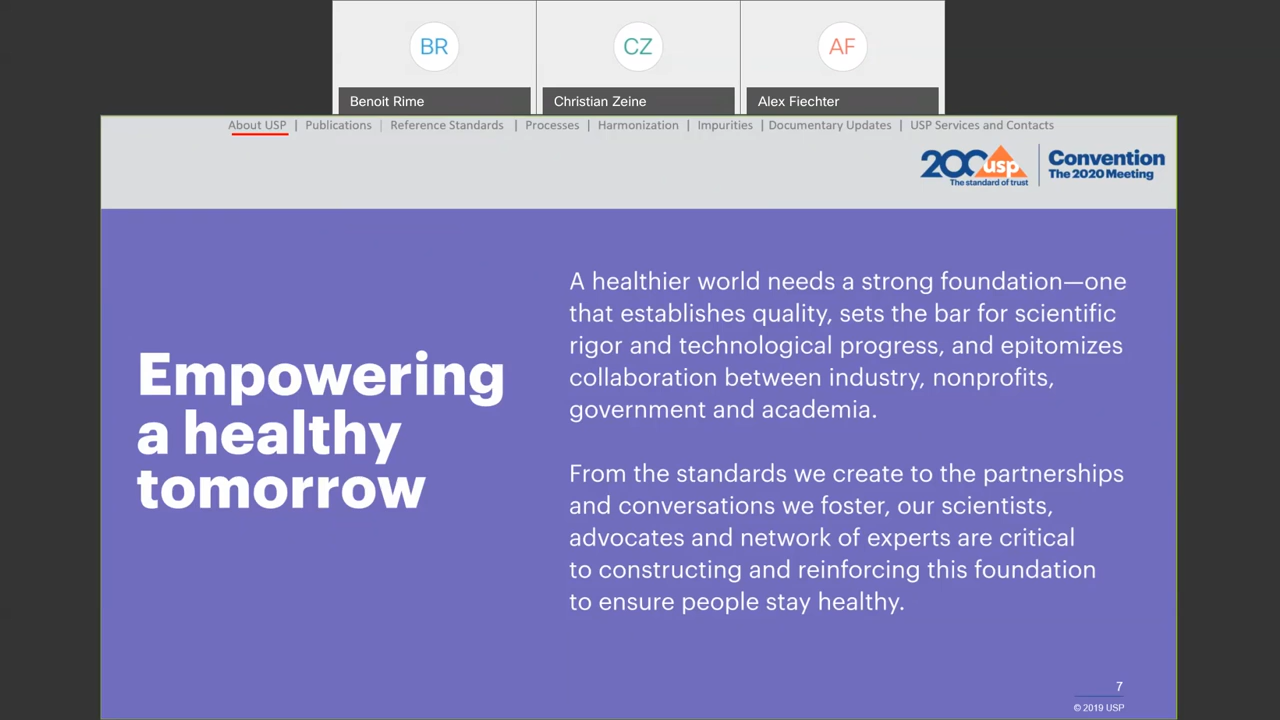 BR
CZ
AF
Benoit Rime
Christian Zeine
Alex Fiechter
About USP | Publications | Reference Standards | Processes | Harmonization | Impurities | Documentary Updates | USP Services and Contacts
200 usp
The standard of trust
Convention
The 2020 Meeting
Empowering
a healthy
tomorrow
A healthier world needs a strong foundation—one
that establishes quality, sets the bar for scientific
rigor and technological progress, and epitomizes
collaboration between industry, nonprofits,
government and academia.
From the standards we create to the partnerships
and conversations we foster, our scientists,
advocates and network of experts are critical
to constructing and reinforcing this foundation
to ensure people stay healthy.
7
© 2019 USP